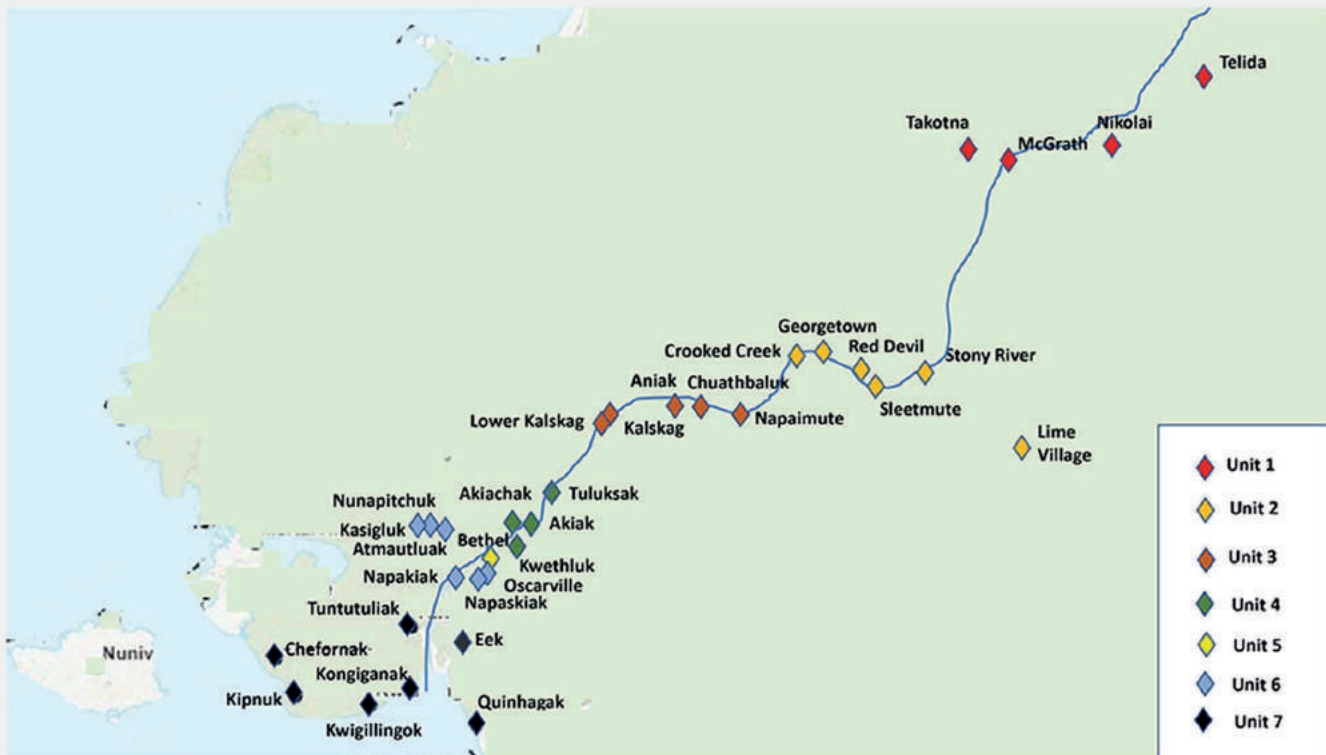 Telida
Takotna
Nikolai
McGrath
Georgetown
Red Devil
Crooked Creek
Stony River
Aniak
Chuathbaluk
Sleetmute
Lower Kalskag
Kalskag
Napaimute
Lime
Village
Nunapitchuk
Akiachak
Tuluksak
Kasigluk
Akiak
Atmautluak
Bethel
Kwethluk
Napakiak
Oscarville
Napaskiak
Tuntutuliak
Eek
Chefornak
Nuniv
Kongiganak
Kipnuk
Quinhagak
Kwigillingok
Unit 1
Unit 2
Unit 3
Unit 4
Unit 5
Unit 6
Unit 7